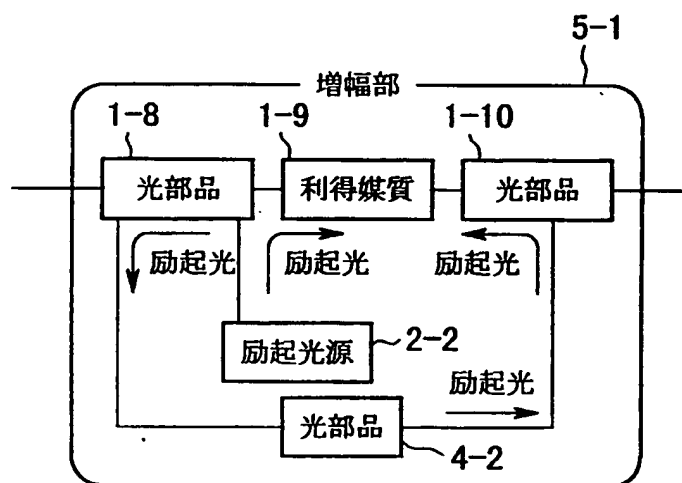 5-1
増幅部
1-8
1-9
1-10
光部品
利得媒質
光部品
励起光
励起光
励起光
励起光源
2-2
励起光
光部品
4-2